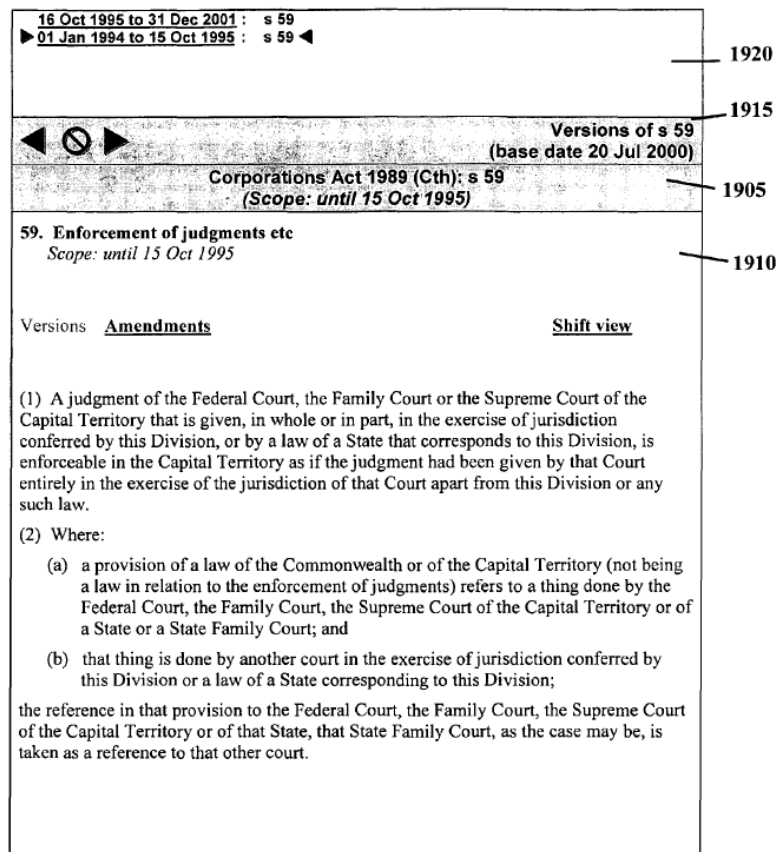 16 Oct 1995 to 31 Dec 2001 : s 59
▶01 Jan 1994 to 15 Oct 1995 : s 59◀
1920
1915
Versions of s 59
(base date 20 Jul 2000)
Corporations Act 1989 (Cth): s 59
(Scope: until 15 Oct 1995)
1905
59. Enforcement of judgments etc
Scope: until 15 Oct 1995
1910
Versions Amendments Shift view
(1) A judgment of the Federal Court, the Family Court or the Supreme Court of the
Capital Territory that is given, in whole or in part, in the exercise of jurisdiction
conferred by this Division, or by a law of a State that corresponds to this Division, is
enforceable in the Capital Territory as if the judgment had been given by that Court
entirely in the exercise of the jurisdiction of that Court apart from this Division or any
such law.
(2) Where:
(a) a provision of a law of the Commonwealth or of the Capital Territory (not being
a law in relation to the enforcement of judgments) refers to a thing done by the
Federal Court, the Family Court, the Supreme Court of the Capital Territory or of
a State or a State Family Court; and
(b) that thing is done by another court in the exercise of jurisdiction conferred by
this Division or a law of a State corresponding to this Division;
the reference in that provision to the Federal Court, the Family Court, the Supreme Court
of the Capital Territory or of that State, that State Family Court, as the case may be, is
taken as a reference to that other court.